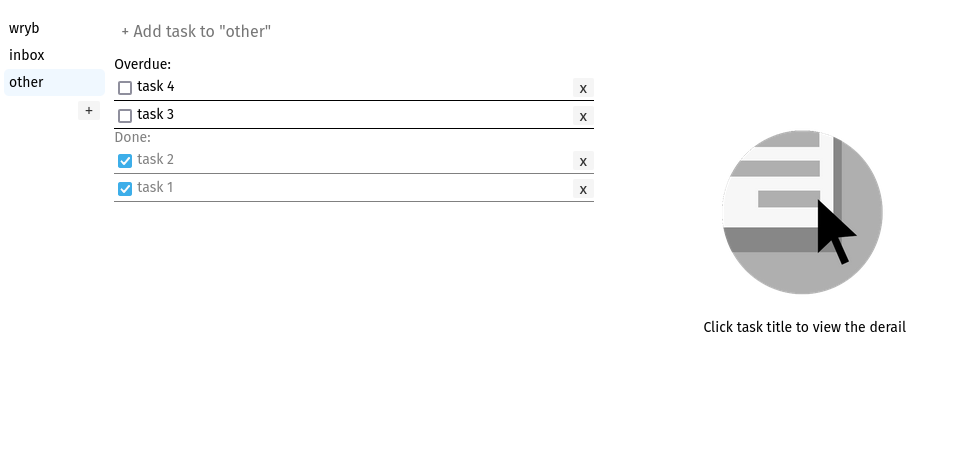 wryb
inbox
other
+
+ Add task to "other"
Overdue:
task 4 x
task 3 x
Done:
task 2 x
task 1 x
Click task title to view the derail